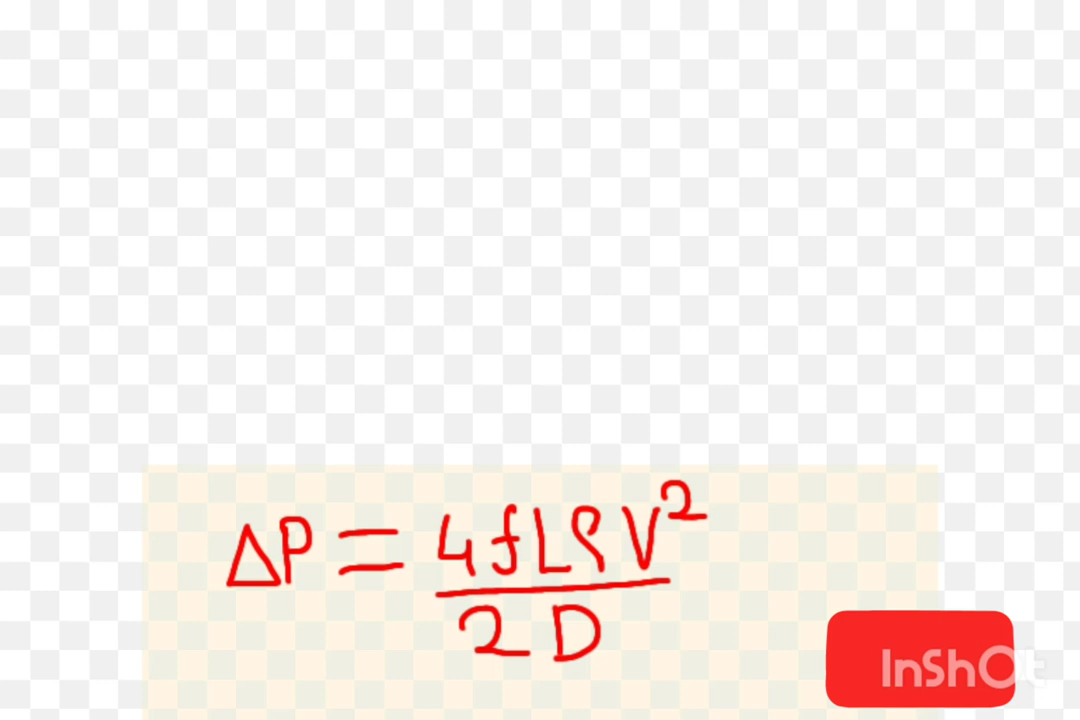 ΔP = 4fLρV²
2D
InShOt